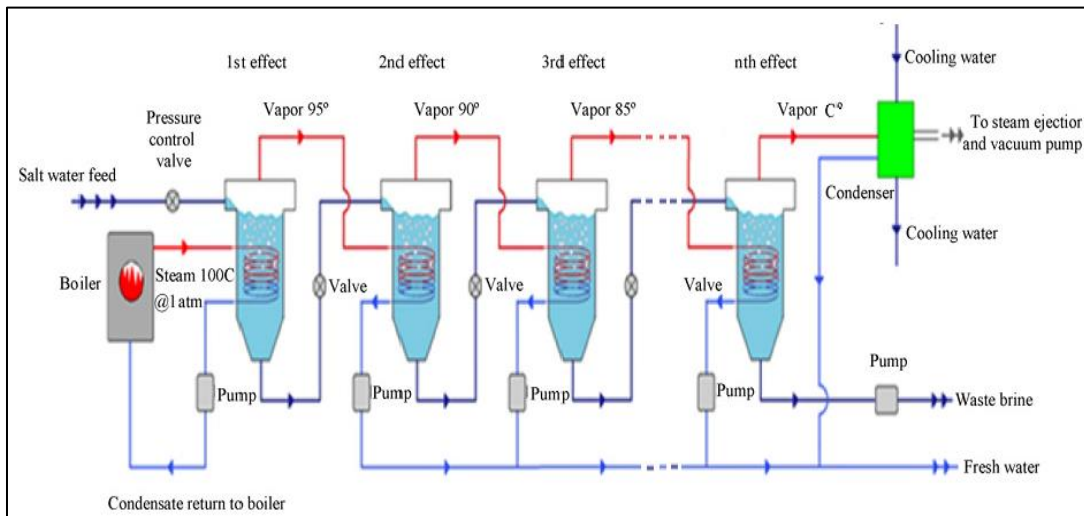 1st effect
2nd effect
3rd effect
nth effect
Cooling water
Vapor 95º
Vapor 90º
Vapor 85º
Vapor C°
To steam ejection
and vacuum pump
Pressure
control
valve
Salt water feed
Condenser
Cooling water
Boiler
Steam 100C
@1atm
Valve
Valve
Valve
Pump
Pump
Pump
Pump
Pump
Waste brine
Fresh water
Condensate return to boiler